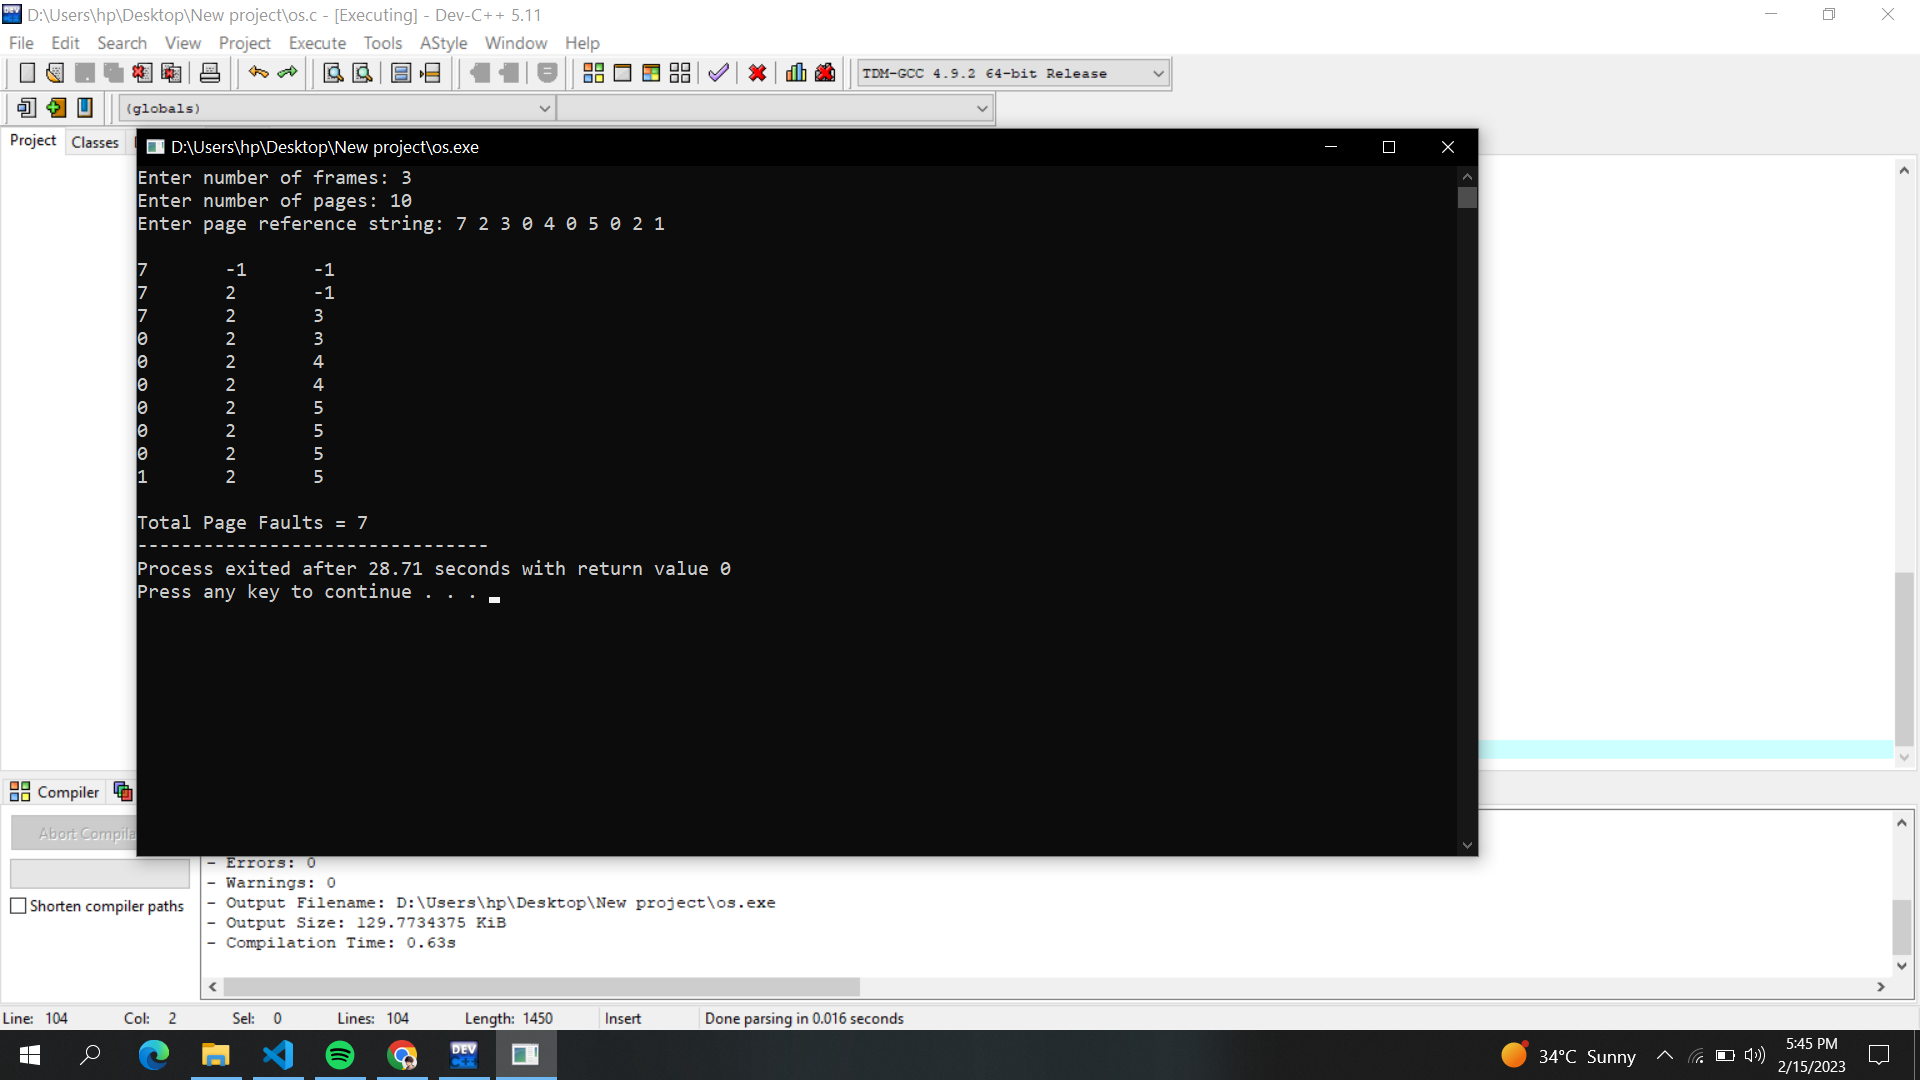 D:\Users\hp\Desktop\New project\os.c - [Executing] - Dev-C++ 5.11
File Edit Search View Project Execute Tools AStyle Window Help
TDM-GCC 4.9.2 64-bit Release
(globals)
Project Classes
D:\Users\hp\Desktop\New project\os.exe
Enter number of frames: 3
Enter number of pages: 10
Enter page reference string: 7 2 3 0 4 0 5 0 2 1
7 -1 -1
7 2 -1
7 2 3
0 2 3
0 2 4
0 2 4
0 2 5
0 2 5
0 2 5
1 2 5
Total Page Faults = 7
--------------------------------
Process exited after 28.71 seconds with return value 0
Press any key to continue . . .
Compiler
Abort Compila
Shorten compiler paths
- Errors: 0
- Warnings: 0
- Output Filename: D:\Users\hp\Desktop\New project\os.exe
- Output Size: 129.7734375 KiB
- Compilation Time: 0.63s
Line: 104 Col: 2 Sel: 0 Lines: 104 Length: 1450 Insert Done parsing in 0.016 seconds
DEV C++
34°C Sunny
5:45 PM
2/15/2023